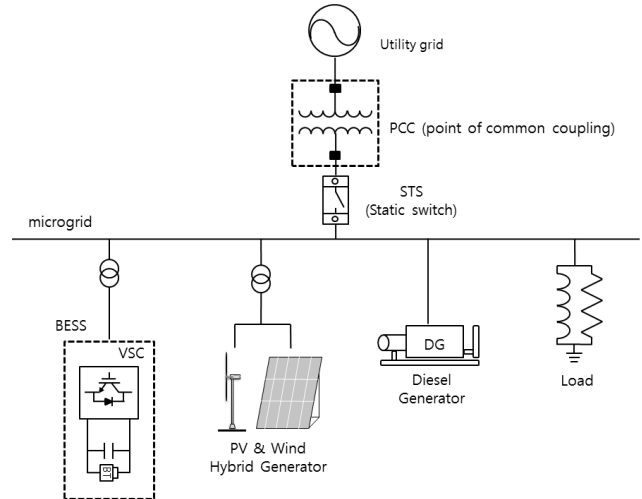 Utility grid
PCC (point of common coupling)
STS
(Static switch)
microgrid
BESS
VSC
BT
PV & Wind
Hybrid Generator
DG
Diesel
Generator
Load